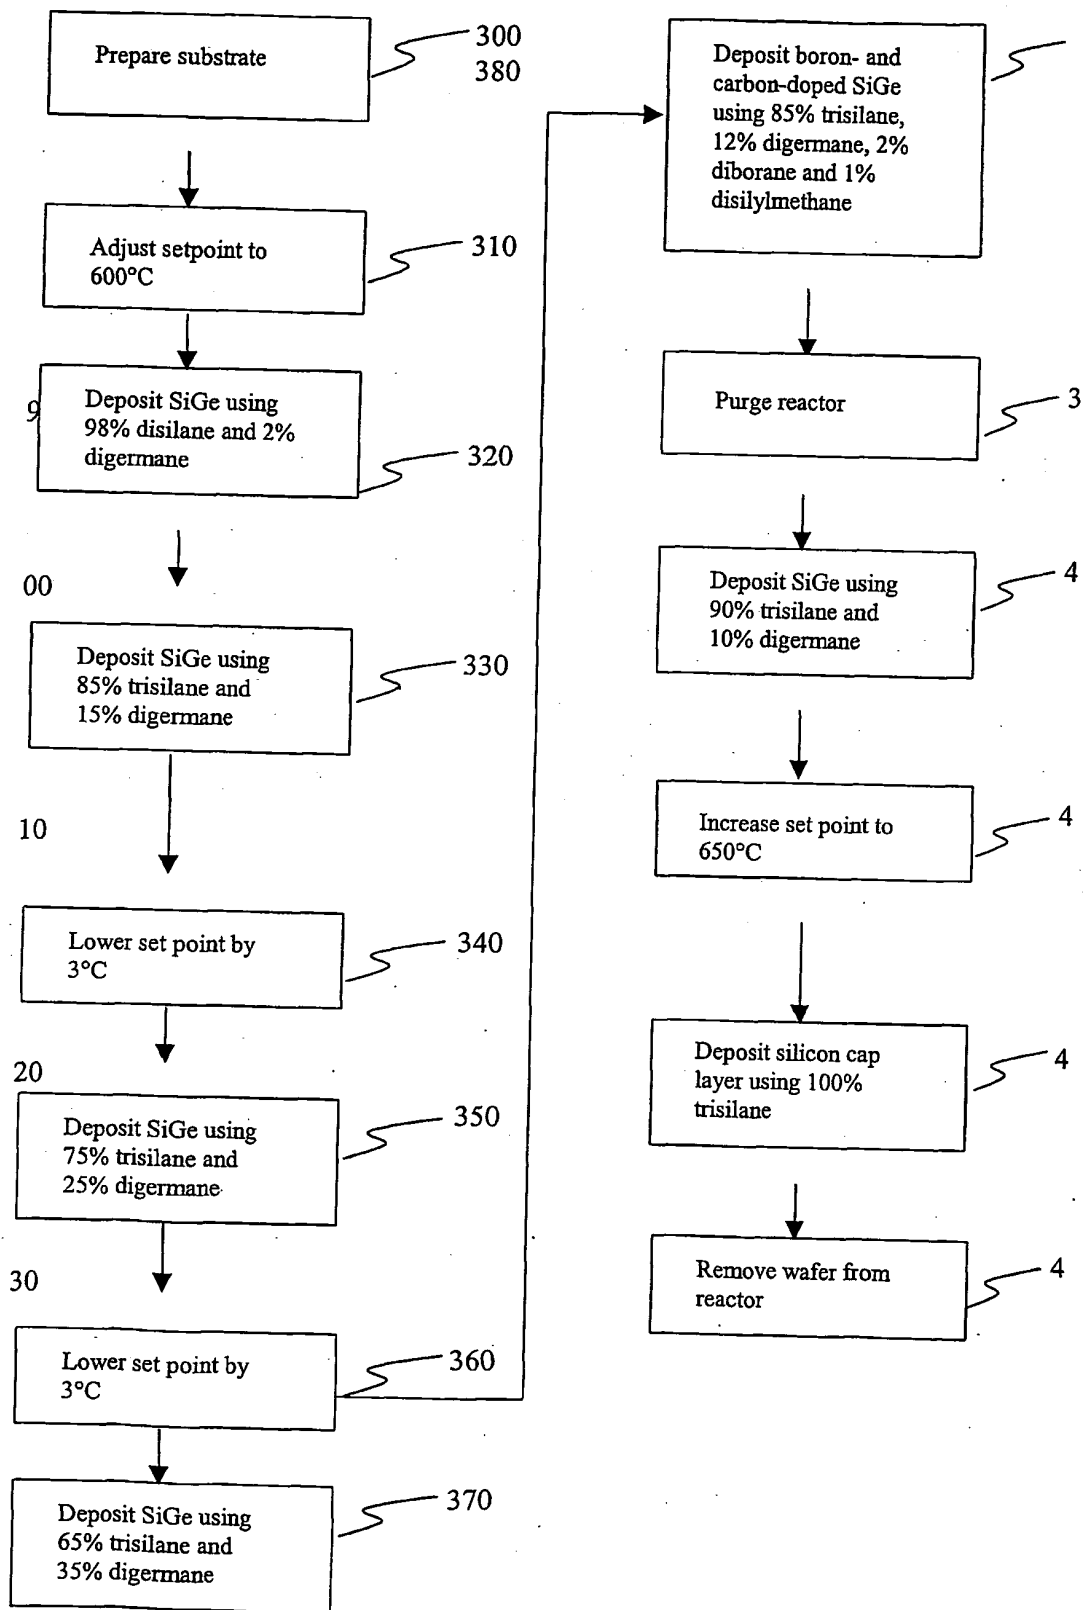 Prepare substrate
300
380
Adjust setpoint to
600°C
310
9
Deposit SiGe using
98% disilane and 2%
digermane
320
00
Deposit SiGe using
85% trisilane and
15% digermane
330
10
Lower set point by
3°C
340
20
Deposit SiGe using
75% trisilane and
25% digermane
350
30
Lower set point by
3°C
360
Deposit SiGe using
65% trisilane and
35% digermane
370
Deposit boron- and
carbon-doped SiGe
using 85% trisilane,
12% digermane, 2%
diborane and 1%
disilylmethane
Purge reactor
3
Deposit SiGe using
90% trisilane and
10% digermane
4
Increase set point to
650°C
4
Deposit silicon cap
layer using 100%
trisilane
4
Remove wafer from
reactor
4